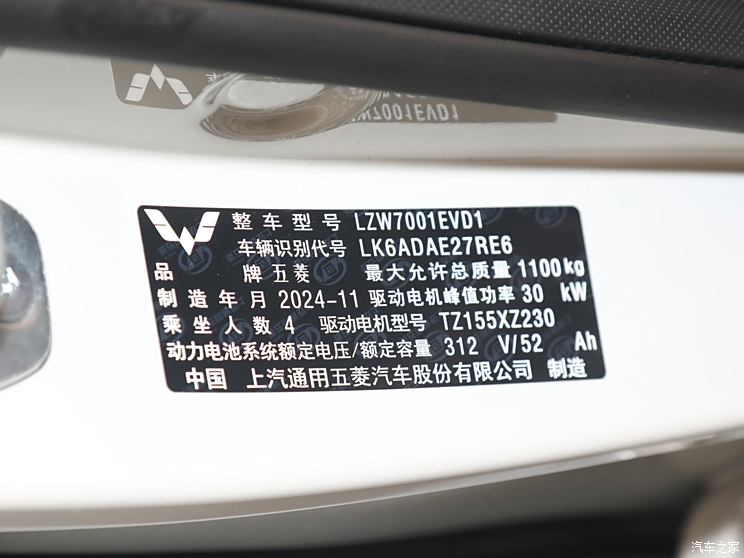 LZW7001EVD1
整车型号 LZW7001EVD1
车辆识别代号 LK6ADAE27RE6
品 牌 五菱 最大允许总质量 1100kg
制造年月 2024-11 驱动电机峰值功率 30 kW
乘坐人数 4 驱动电机型号 TZ155XZ230
动力电池系统额定电压/额定容量 312 V/52 Ah
中国 上汽通用五菱汽车股份有限公司 制造
汽车之家